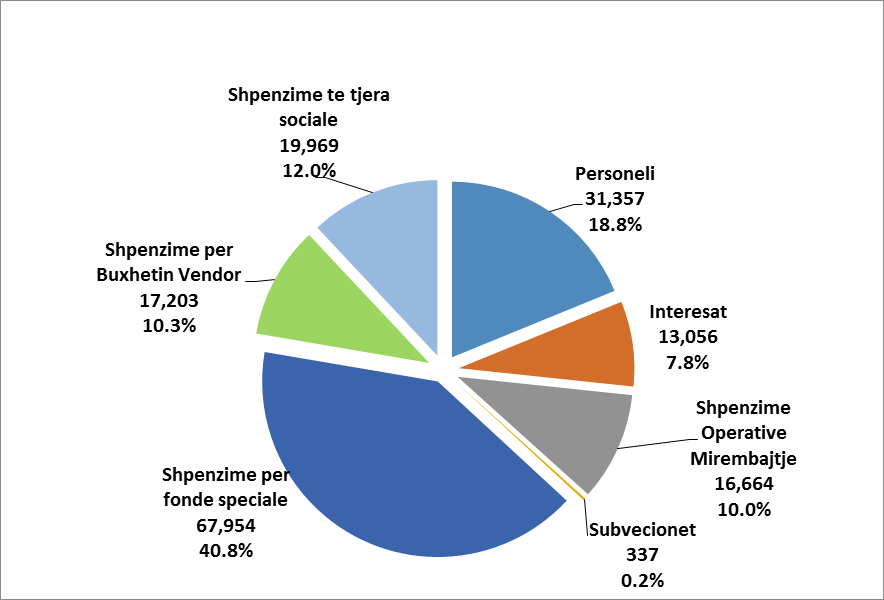 Shpenzime te tjera
sociale
19,969
12.0%
Personeli
31,357
18.8%
Shpenzime per
Buxhetin Vendor
17,203
10.3%
Interesat
13,056
7.8%
Shpenzime
Operative
Mirembajtje
16,664
10.0%
Shpenzime per
fonde speciale
67,954
40.8%
Subvecionet
337
0.2%